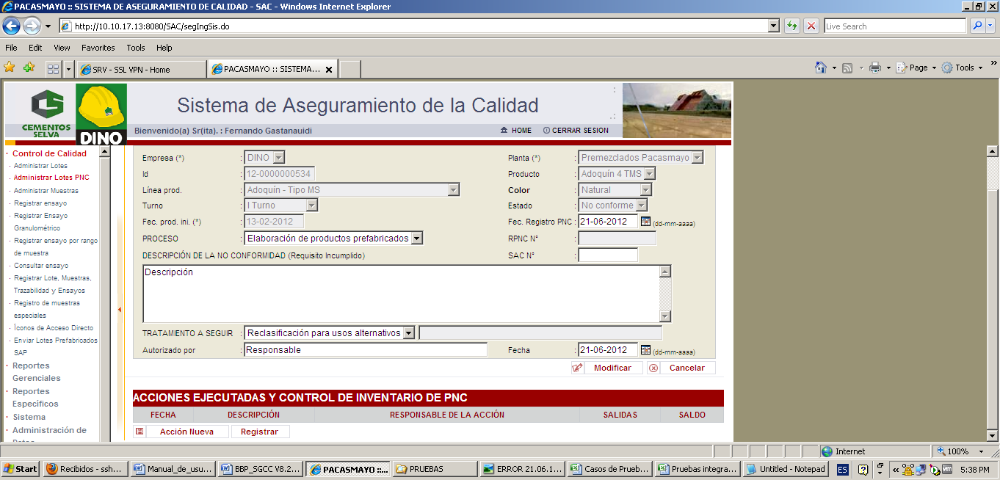 PACASMAYO :: SISTEMA DE ASEGURAMIENTO DE CALIDAD - SAC - Windows Internet Explorer
http://10.10.17.13:8080/SAC/segIngSis.do
Live Search
File Edit View Favorites Tools Help
SRV - SSL VPN - Home
PACASMAYO :: SISTEMA...
Page
Tools
CEMENTOS SELVA
DINO
Sistema de Aseguramiento de la Calidad
Bienvenido(a) Sr(ita). : Fernando Gastanauidi
HOME
CERRAR SESION
Control de Calidad
Administrar Lotes
Administrar Lotes PNC
Administrar Muestras
Registrar ensayo
Registrar Ensayo
Granulométrico
Registrar ensayo por rango
de muestra
Consultar ensayo
Registrar Lote, Muestras,
Trazabilidad y Ensayos
Registro de muestras
especiales
Íconos de Acceso Directo
Enviar Lotes Prefabricados
SAP
Reportes
Gerenciales
Reportes
Específicos
Sistema
Administración de
Datos
Empresa (*) : DINO
Planta (*) : Premezclados Pacasmayo
Id : 12-0000000534
Producto : Adoquín 4 TMS
Línea prod. : Adoquín - Tipo MS
Color : Natural
Turno : I Turno
Estado : No conforme
Fec. prod. ini. (*) : 13-02-2012
Fec. Registro PNC : 21-06-2012 (dd-mm-aaaa)
PROCESO : Elaboración de productos prefabricados
RPNC N° :
DESCRIPCIÓN DE LA NO CONFORMIDAD (Requisito Incumplido)
SAC N° :
Descripción
TRATAMIENTO A SEGUIR : Reclasificación para usos alternativos
Autorizado por : Responsable
Fecha : 21-06-2012 (dd-mm-aaaa)
Modificar
Cancelar
ACCIONES EJECUTADAS Y CONTROL DE INVENTARIO DE PNC
FECHA DESCRIPCIÓN RESPONSABLE DE LA ACCIÓN SALIDAS SALDO
Acción Nueva
Registrar
Internet
100%
Start
Recibidos - ssh...
Manual_de_usu...
BBP_SGCC V8.2...
PACASMAYO ::...
PRUEBAS
ERROR 21.06.1...
Casos de Prueb...
Pruebas integra...
Untitled - Notepad
ES
5:38 PM